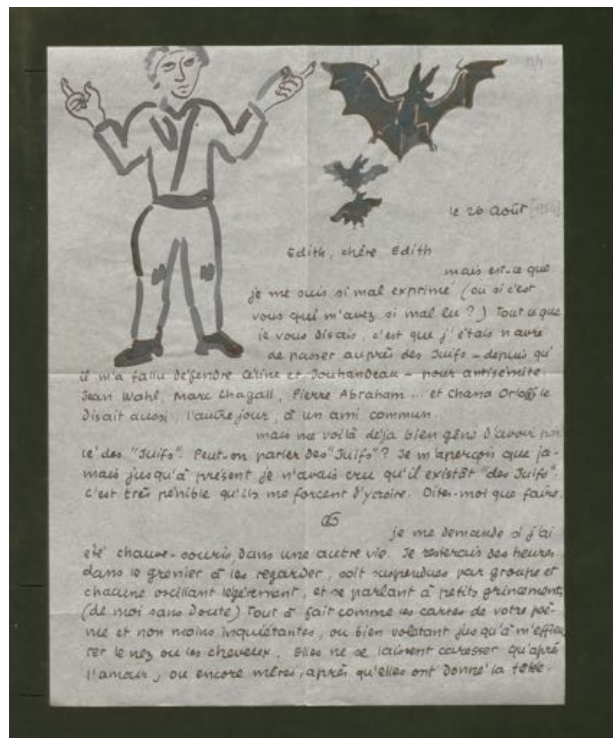 le 26 Août
Edith, chère Edith
mais est-ce que
je me suis si mal exprimé (ou si c'est
vous qui m'avez si mal lu ?) Tout ce que
je vous disais, c'est que j'étais navré
de passer auprès des Juifs - depuis qu'
il m'a fallu défendre Céline et Jouhandeau - pour antisémite.
Jean Wahl, Marc Chagall, Pierre Abraham ... et Chana Orloff le
disait aussi, l'autre jour, à un ami commun.
mais me voilà déjà bien gêné d'avoir
lé des "Juifs". Peut-on parler des "Juifs" ? Je m'aperçois que ja-
mais jusqu'à présent je n'avais cru qu'il existât "des Juifs".
C'est très pénible qu'ils me forcent d'y croire. Dites-moi que faire.
je me demande si j'ai
été chauve-souris, dans une autre vie. Je resterais des heures
dans le grenier à les regarder, soit suspendues par groupe et
chacune oscillant légèrement, et se parlant à petits grincements
(de moi sans doute) Tout à fait comme les cartes de votre poè-
me et non moins inquiétantes, ou bien voletant jusqu'à m'effleu
rer le nez ou les cheveux. Elles ne se laissent caresser qu'après
l'amour ; ou encore mères, après qu'elles ont donné la tétée.